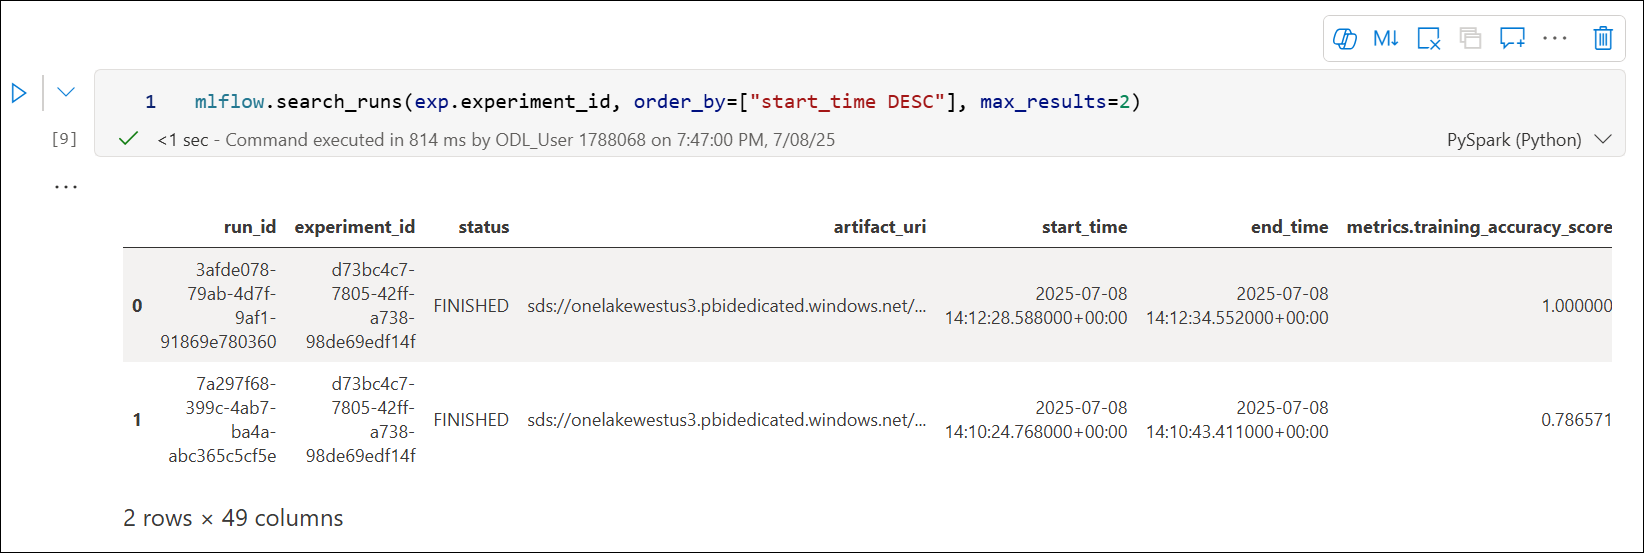 M↓
1 mlflow.search_runs(exp.experiment_id, order_by=["start_time DESC"], max_results=2)
[9] <1 sec - Command executed in 814 ms by ODL_User 1788068 on 7:47:00 PM, 7/08/25 PySpark (Python)
run_id experiment_id status artifact_uri start_time end_time metrics.training_accuracy_score
3afde078- d73bc4c7-
79ab-4d7f- 7805-42ff- 2025-07-08 2025-07-08
0 FINISHED sds://onelakewestus3.pbidedicated.windows.net/... 1.000000
9af1- a738- 14:12:28.588000+00:00 14:12:34.552000+00:00
91869e780360 98de69edf14f
7a297f68- d73bc4c7-
399c-4ab7- 7805-42ff- 2025-07-08 2025-07-08
1 FINISHED sds://onelakewestus3.pbidedicated.windows.net/... 0.786571
ba4a- a738- 14:10:24.768000+00:00 14:10:43.411000+00:00
abc365c5cf5e 98de69edf14f
2 rows × 49 columns